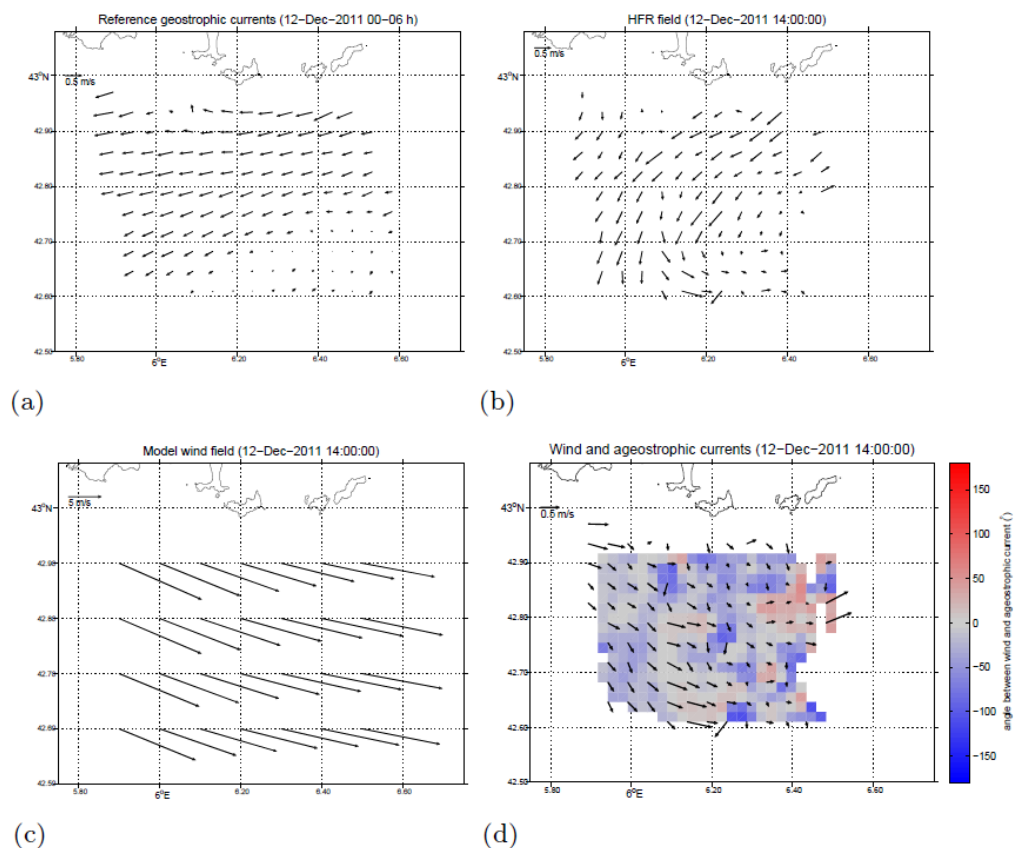 Reference geostrophic currents (12−Dec−2011 00−06 h)
43°N
0.5 m/s
42.90
42.80
42.70
42.60
42.50
5.80
6°E
6.20
6.40
6.60
(a)
HFR field (12−Dec−2011 14:00:00)
43°N
0.5 m/s
42.90
42.80
42.70
42.60
42.50
5.80
6°E
6.20
6.40
6.60
(b)
Model wind field (12−Dec−2011 14:00:00)
43°N
5 m/s
42.90
42.80
42.70
42.60
42.50
5.80
6°E
6.20
6.40
6.60
(c)
Wind and ageostrophic currents (12−Dec−2011 14:00:00)
43°N
0.5 m/s
42.90
42.80
42.70
42.60
42.50
5.80
6°E
6.20
6.40
6.60
150
100
50
0
−50
−100
−150
angle between wind and ageostrophic current (°)
(d)